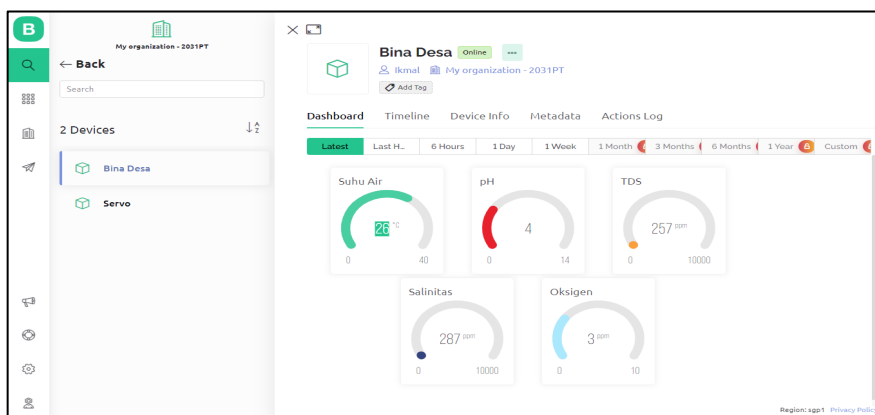 B
My organization - 2031PT
← Back
Search
2 Devices
Bina Desa
Servo
Bina Desa Online ...
Ikmal My organization - 2031PT
Add Tag
Dashboard Timeline Device Info Metadata Actions Log
Latest Last H... 6 Hours 1 Day 1 Week 1 Month 3 Months 6 Months 1 Year Custom
Suhu Air pH TDS
26 °C 4 257 ppm
0 40 0 14 0 10000
Salinitas Oksigen
287 ppm 3 ppm
0 10000 0 10
Region: sgp1 Privacy Policy